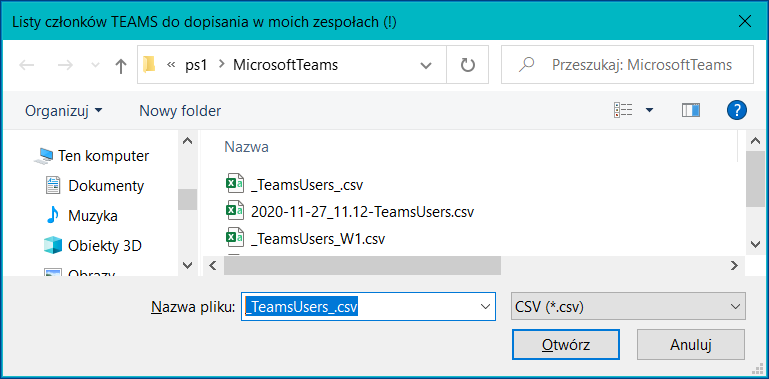 Listy członków TEAMS do dopisania w moich zespołach (!)
« ps1 > MicrosoftTeams
Przeszukaj: MicrosoftTeams
Organizuj
Nowy folder
?
Ten komputer
Dokumenty
Muzyka
Obiekty 3D
Obrazy
Nazwa
_TeamsUsers_.csv
2020-11-27_11.12-TeamsUsers.csv
_TeamsUsers_W1.csv
Nazwa pliku:
_TeamsUsers_.csv
CSV (*.csv)
Otwórz
Anuluj